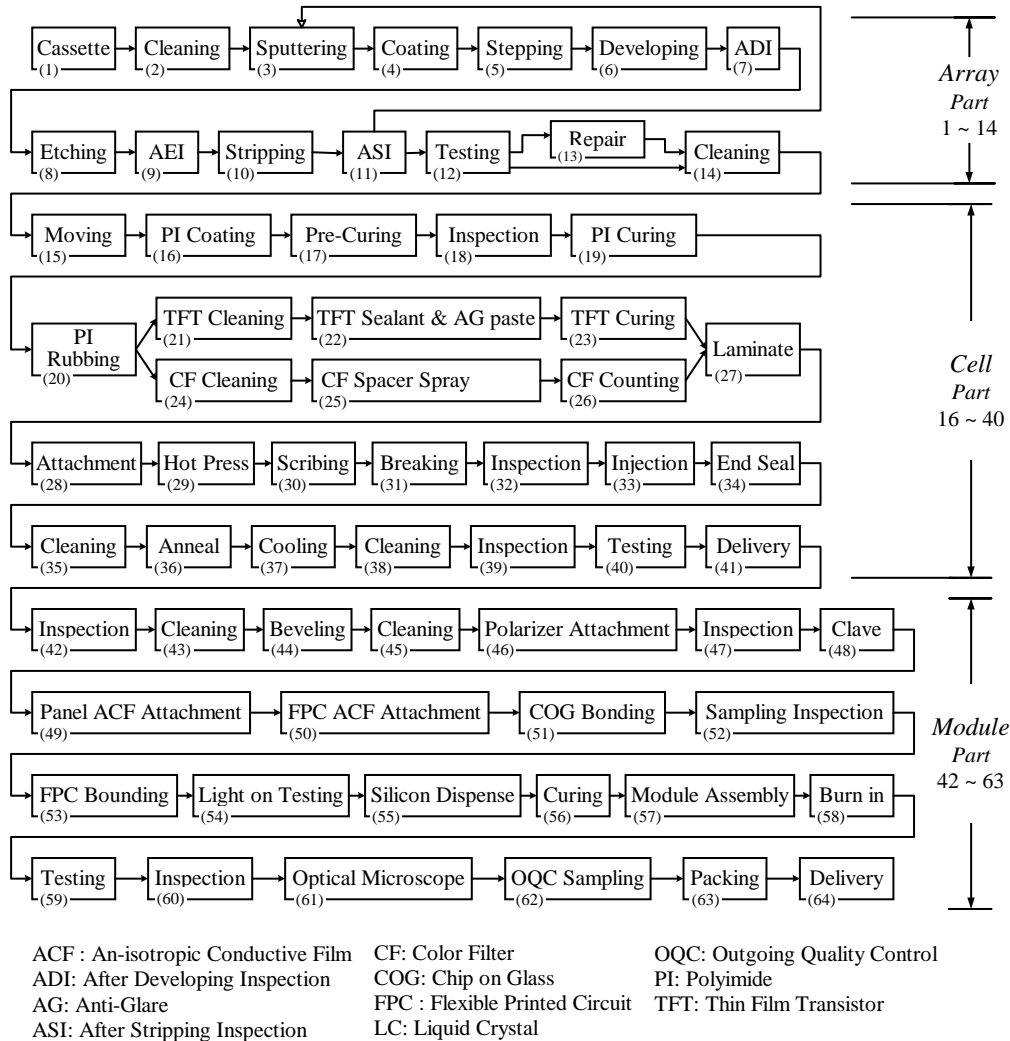 Cassette Cleaning Sputtering Coating Stepping Developing ADI
(1) (2) (3) (4) (5) (6) (7)
Array
Part
1 ~ 14
Etching AEI Stripping ASI Testing Repair Cleaning
(8) (9) (10) (11) (12) (13) (14)
Moving PI Coating Pre-Curing Inspection PI Curing
(15) (16) (17) (18) (19)
TFT Cleaning TFT Sealant & AG paste TFT Curing
(21) (22) (23)
PI
Rubbing
(20)
Laminate
(27)
CF Cleaning CF Spacer Spray CF Counting
(24) (25) (26)
Cell
Part
16 ~ 40
Attachment Hot Press Scribing Breaking Inspection Injection End Seal
(28) (29) (30) (31) (32) (33) (34)
Cleaning Anneal Cooling Cleaning Inspection Testing Delivery
(35) (36) (37) (38) (39) (40) (41)
Inspection Cleaning Beveling Cleaning Polarizer Attachment Inspection Clave
(42) (43) (44) (45) (46) (47) (48)
Panel ACF Attachment FPC ACF Attachment COG Bonding Sampling Inspection
(49) (50) (51) (52)
Module
Part
42 ~ 63
FPC Bounding Light on Testing Silicon Dispense Curing Module Assembly Burn in
(53) (54) (55) (56) (57) (58)
Testing Inspection Optical Microscope OQC Sampling Packing Delivery
(59) (60) (61) (62) (63) (64)
ACF : An-isotropic Conductive Film
ADI: After Developing Inspection
AG: Anti-Glare
ASI: After Stripping Inspection
CF: Color Filter
COG: Chip on Glass
FPC : Flexible Printed Circuit
LC: Liquid Crystal
OQC: Outgoing Quality Control
PI: Polyimide
TFT: Thin Film Transistor